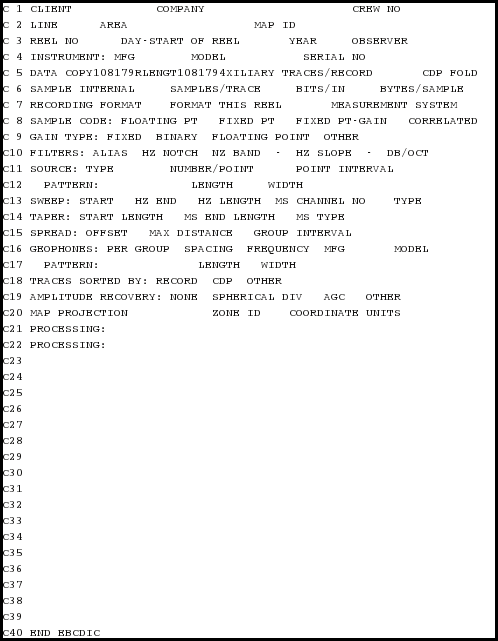 C 1 CLIENT            COMPANY                     CREW NO
C 2 LINE      AREA                  MAP ID
C 3 REEL NO      DAY-START OF REEL       YEAR     OBSERVER
C 4 INSTRUMENT: MFG        MODEL           SERIAL NO
C 5 DATA COPY108179RLENGT1081794XILIARY TRACES/RECORD       CDP FOLD
C 6 SAMPLE INTERNAL     SAMPLES/TRACE      BITS/IN     BYTES/SAMPLE
C 7 RECORDING FORMAT    FORMAT THIS REEL       MEASUREMENT SYSTEM
C 8 SAMPLE CODE: FLOATING PT   FIXED PT   FIXED PT-GAIN   CORRELATED
C 9 GAIN TYPE: FIXED  BINARY  FLOATING POINT  OTHER
C10 FILTERS: ALIAS  HZ NOTCH  NZ BAND  -  HZ SLOPE  -  DB/OCT
C11 SOURCE: TYPE        NUMBER/POINT      POINT INTERVAL
C12   PATTERN:             LENGTH     WIDTH
C13 SWEEP: START   HZ END   HZ LENGTH  MS CHANNEL NO    TYPE
C14 TAPER: START LENGTH   MS END LENGTH   MS TYPE
C15 SPREAD: OFFSET   MAX DISTANCE   GROUP INTERVAL
C16 GEOPHONES: PER GROUP  SPACING  FREQUENCY  MFG       MODEL
C17   PATTERN:              LENGTH   WIDTH
C18 TRACES SORTED BY: RECORD  CDP  OTHER
C19 AMPLITUDE RECOVERY: NONE  SPHERICAL DIV   AGC   OTHER
C20 MAP PROJECTION            ZONE ID    COORDINATE UNITS
C21 PROCESSING:
C22 PROCESSING:
C23
C24
C25
C26
C27
C28
C29
C30
C31
C32
C33
C34
C35
C36
C37
C38
C39
C40 END EBCDIC